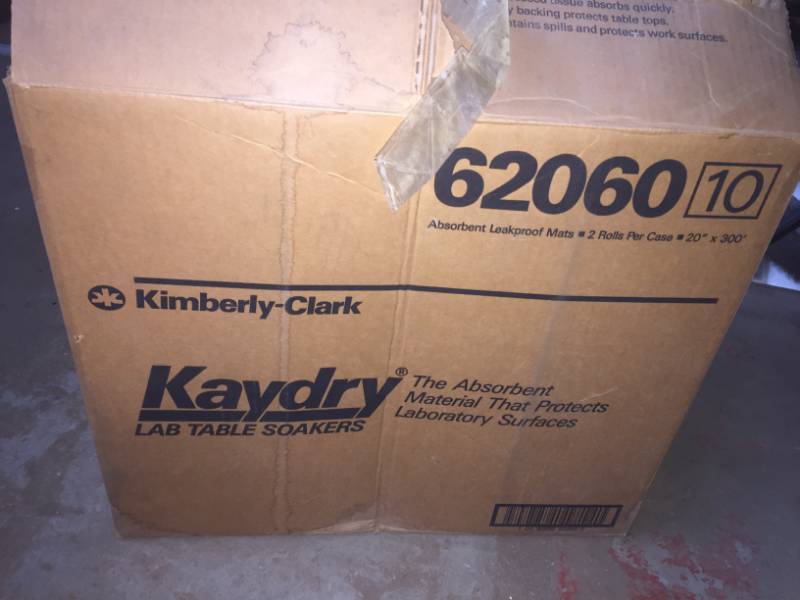 tissue absorbs quickly.
backing protects table tops.
spills and protects work surfaces.
62060 10
Absorbent Leakproof Mats ■ 2 Rolls Per Case ■ 20" x 300'
Kimberly-Clark
Kaydry®
LAB TABLE SOAKERS
The Absorbent
Material That Protects
Laboratory Surfaces